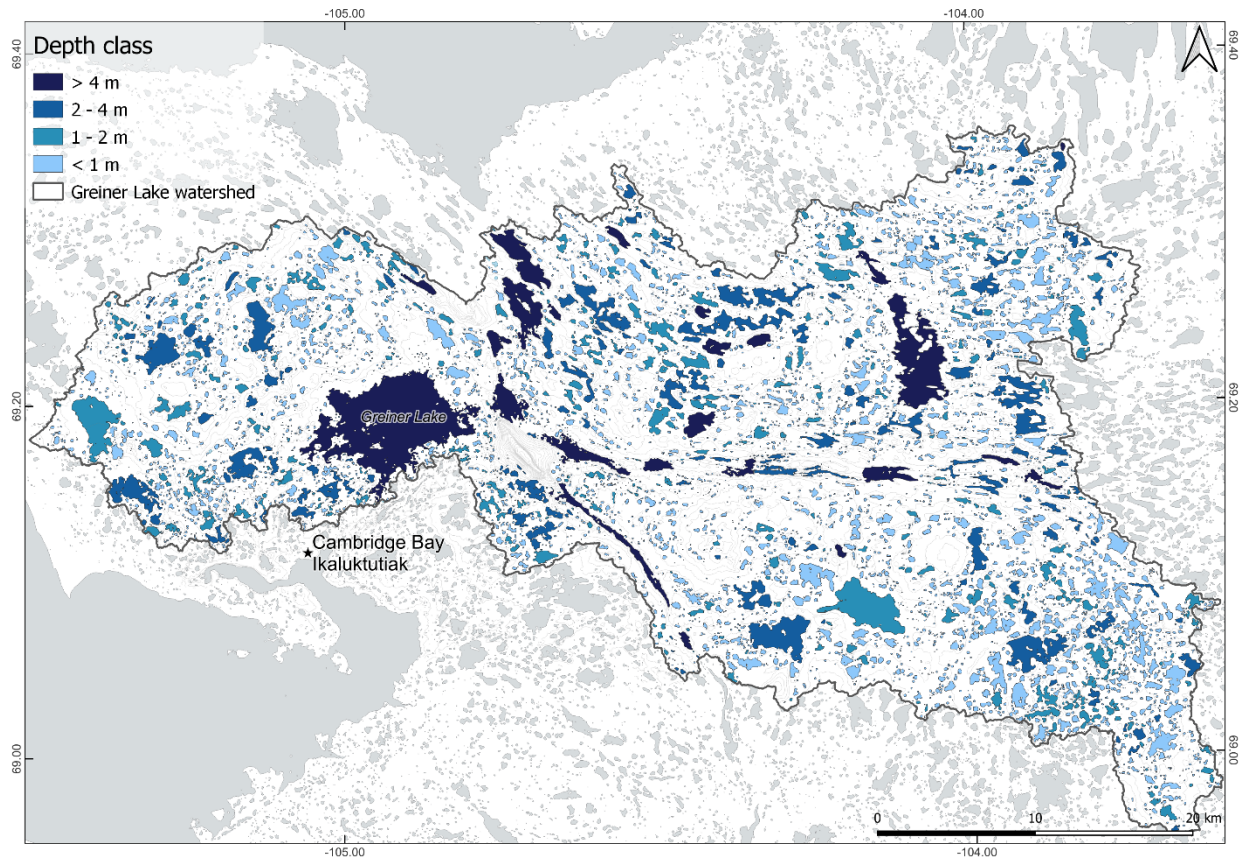 -105.00
-104.00
69.40
69.40
Depth class
> 4 m
2 - 4 m
1 - 2 m
< 1 m
Greiner Lake watershed
69.20
69.20
Greiner Lake
Cambridge Bay
Ikaluktutiak
69.00
69.00
0
10
20 km
-105.00
-104.00